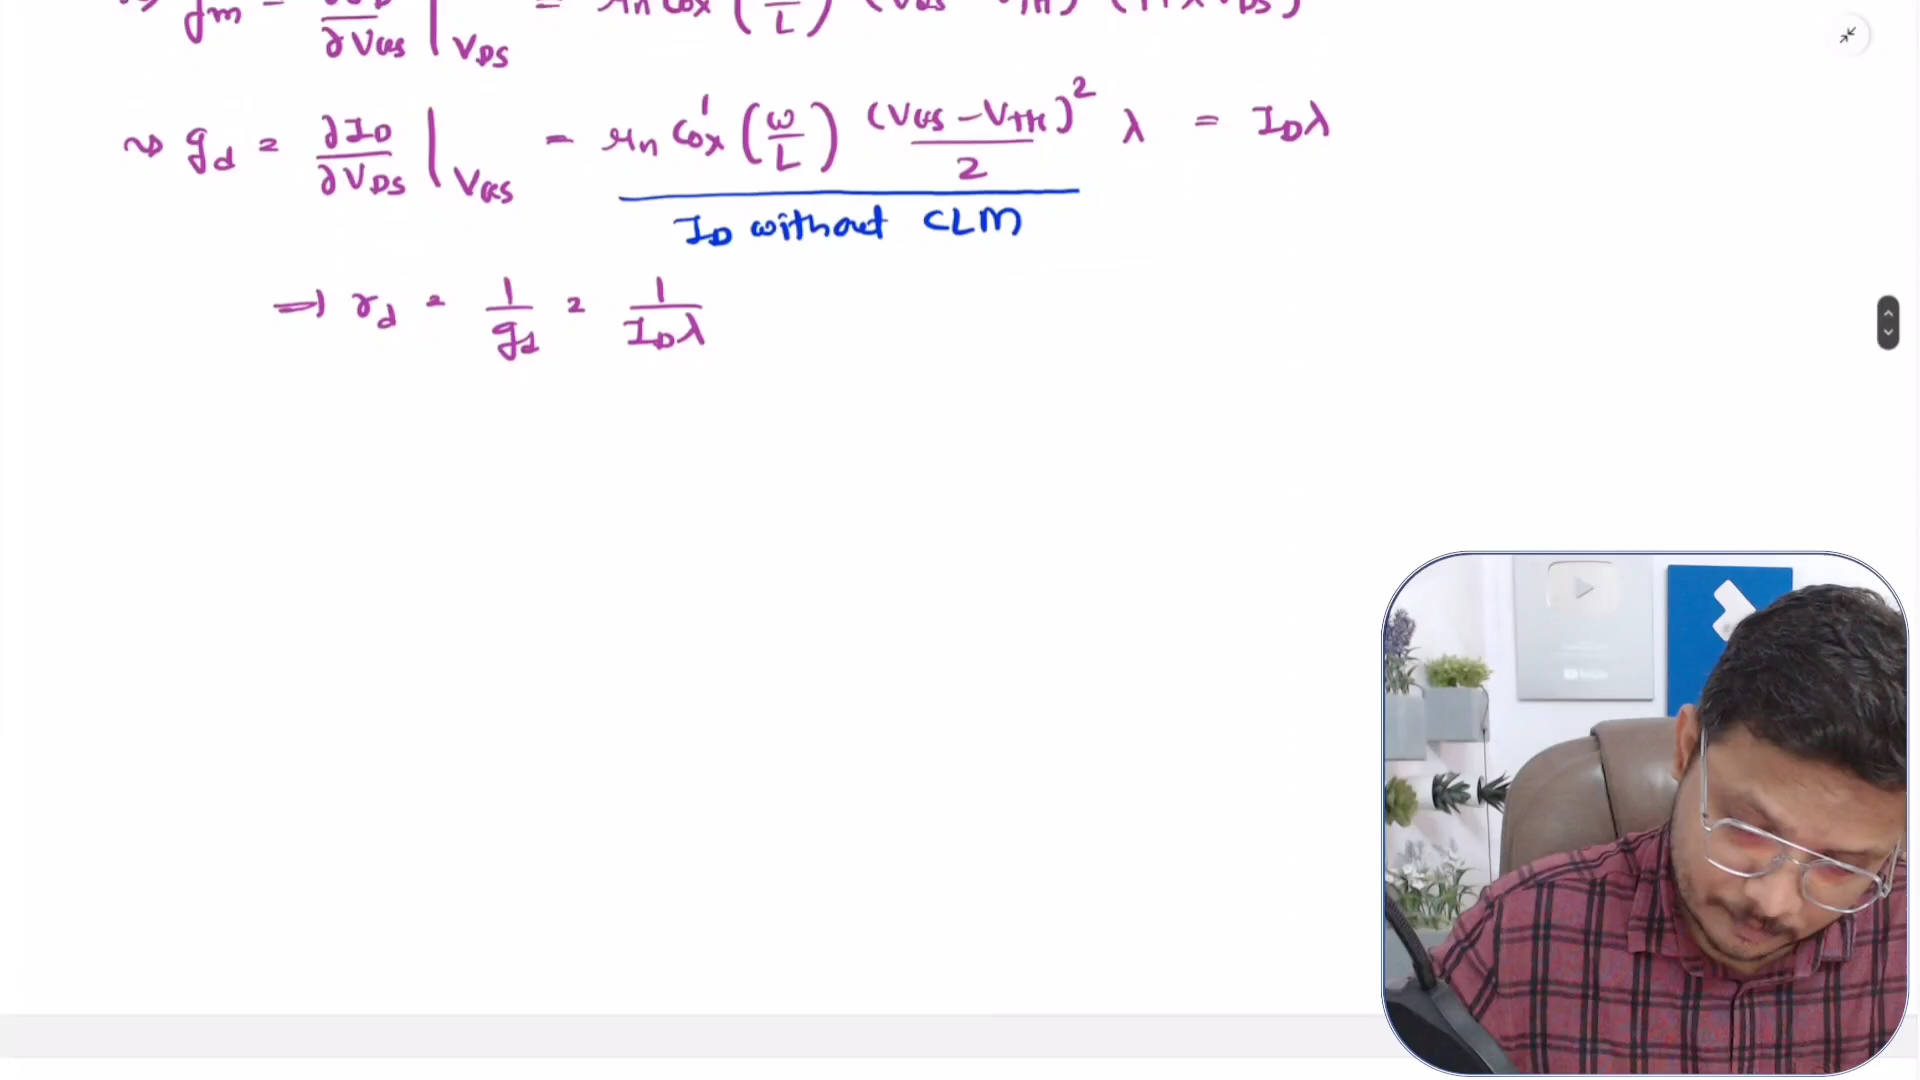 gm = ∂ID/∂VGS |VDS = μn Cox (W/L) (VGS − VTH) (1+λVDS)
⇝ gd = ∂ID/∂VDS |VGS = μn C'ox (W/L) (VGS − VTH)²/2 λ = IDλ
ID without CLM
⇒ rd = 1/gd = 1/IDλ